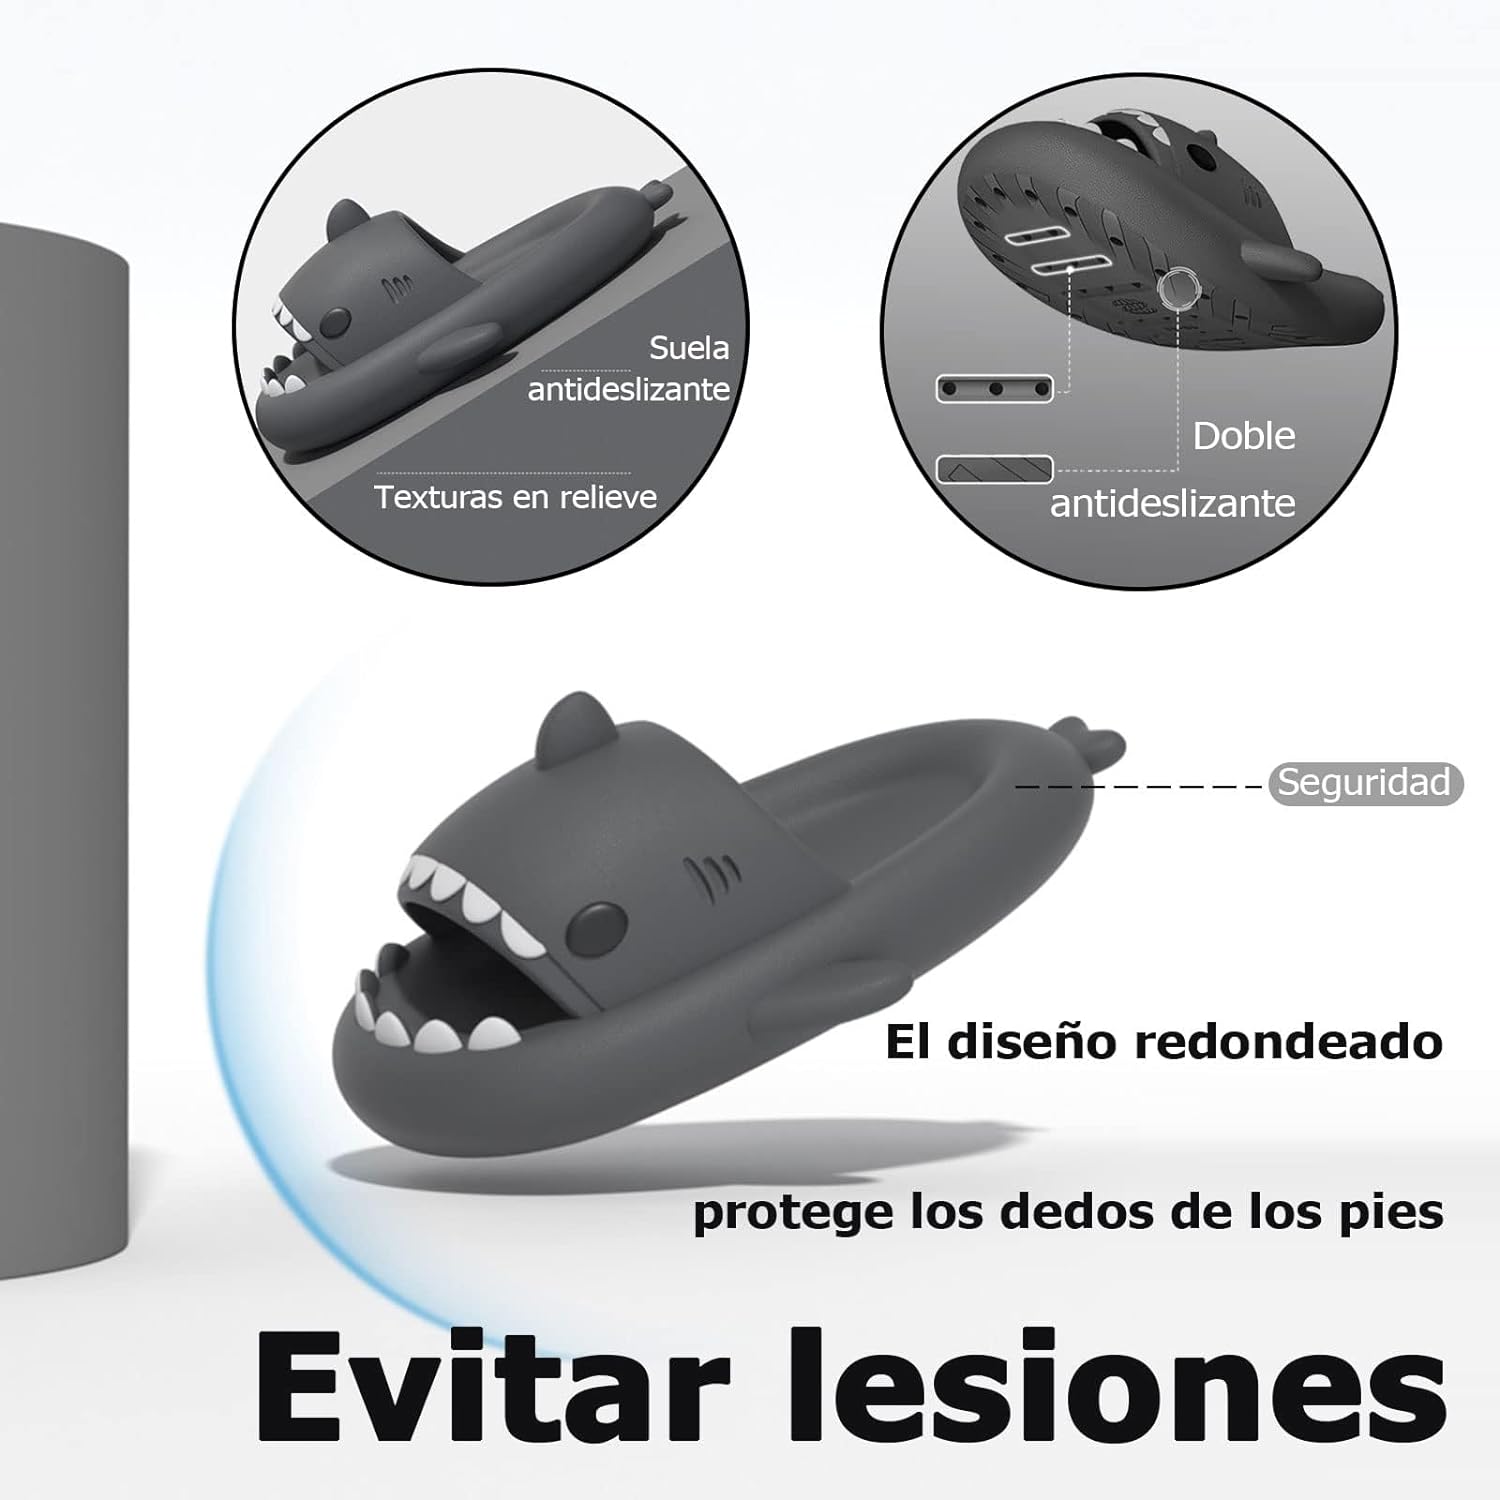 Suela
antideslizante
Texturas en relieve
Doble
antideslizante
Seguridad
El diseño redondeado
protege los dedos de los pies
Evitar lesiones